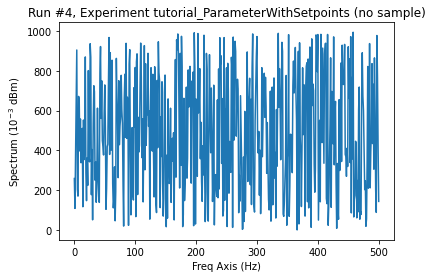 Run #4, Experiment tutorial_ParameterWithSetpoints (no sample)
1000
800
600
400
200
0
Spectrum (10⁻³ dBm)
0 100 200 300 400 500
Freq Axis (Hz)